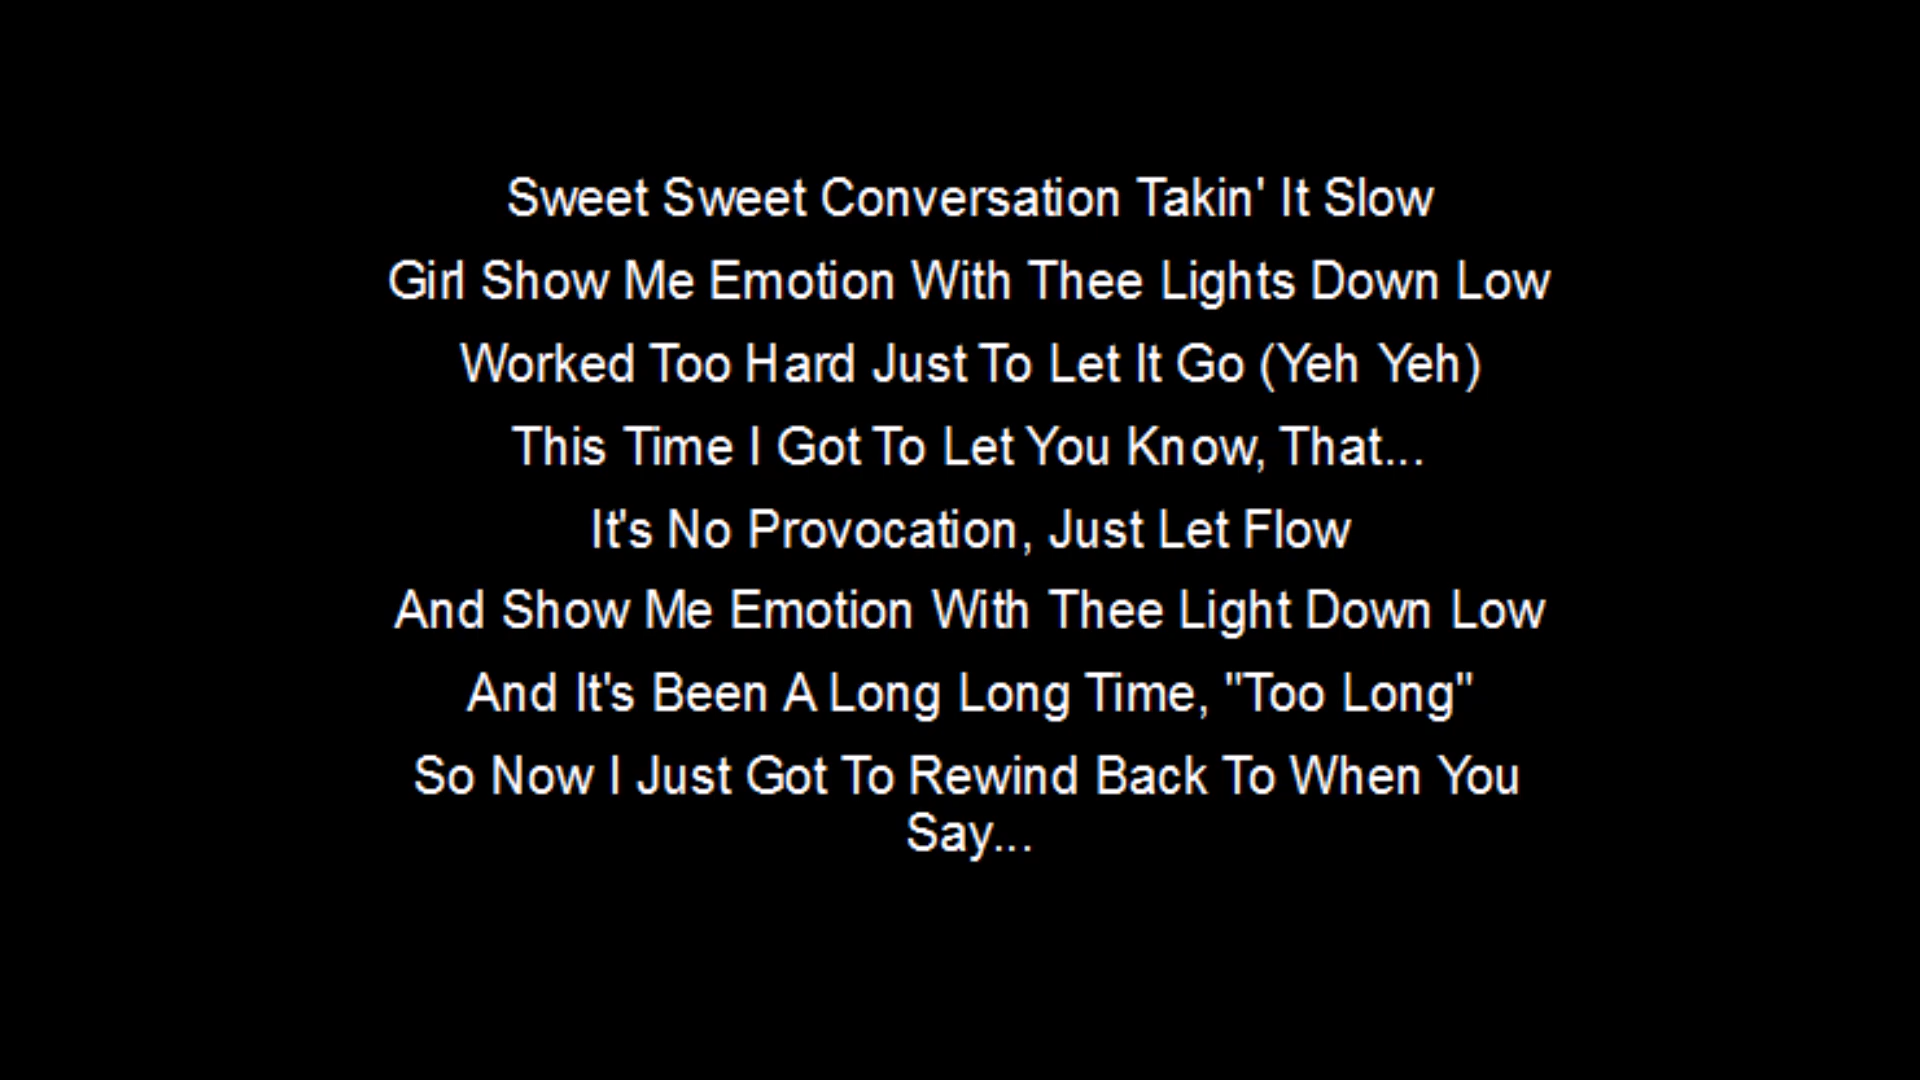 Sweet Sweet Conversation Takin' It Slow
Girl Show Me Emotion With Thee Lights Down Low
Worked Too Hard Just To Let It Go (Yeh Yeh)
This Time I Got To Let You Know, That...
It's No Provocation, Just Let Flow
And Show Me Emotion With Thee Light Down Low
And It's Been A Long Long Time, "Too Long"
So Now I Just Got To Rewind Back To When You
Say...